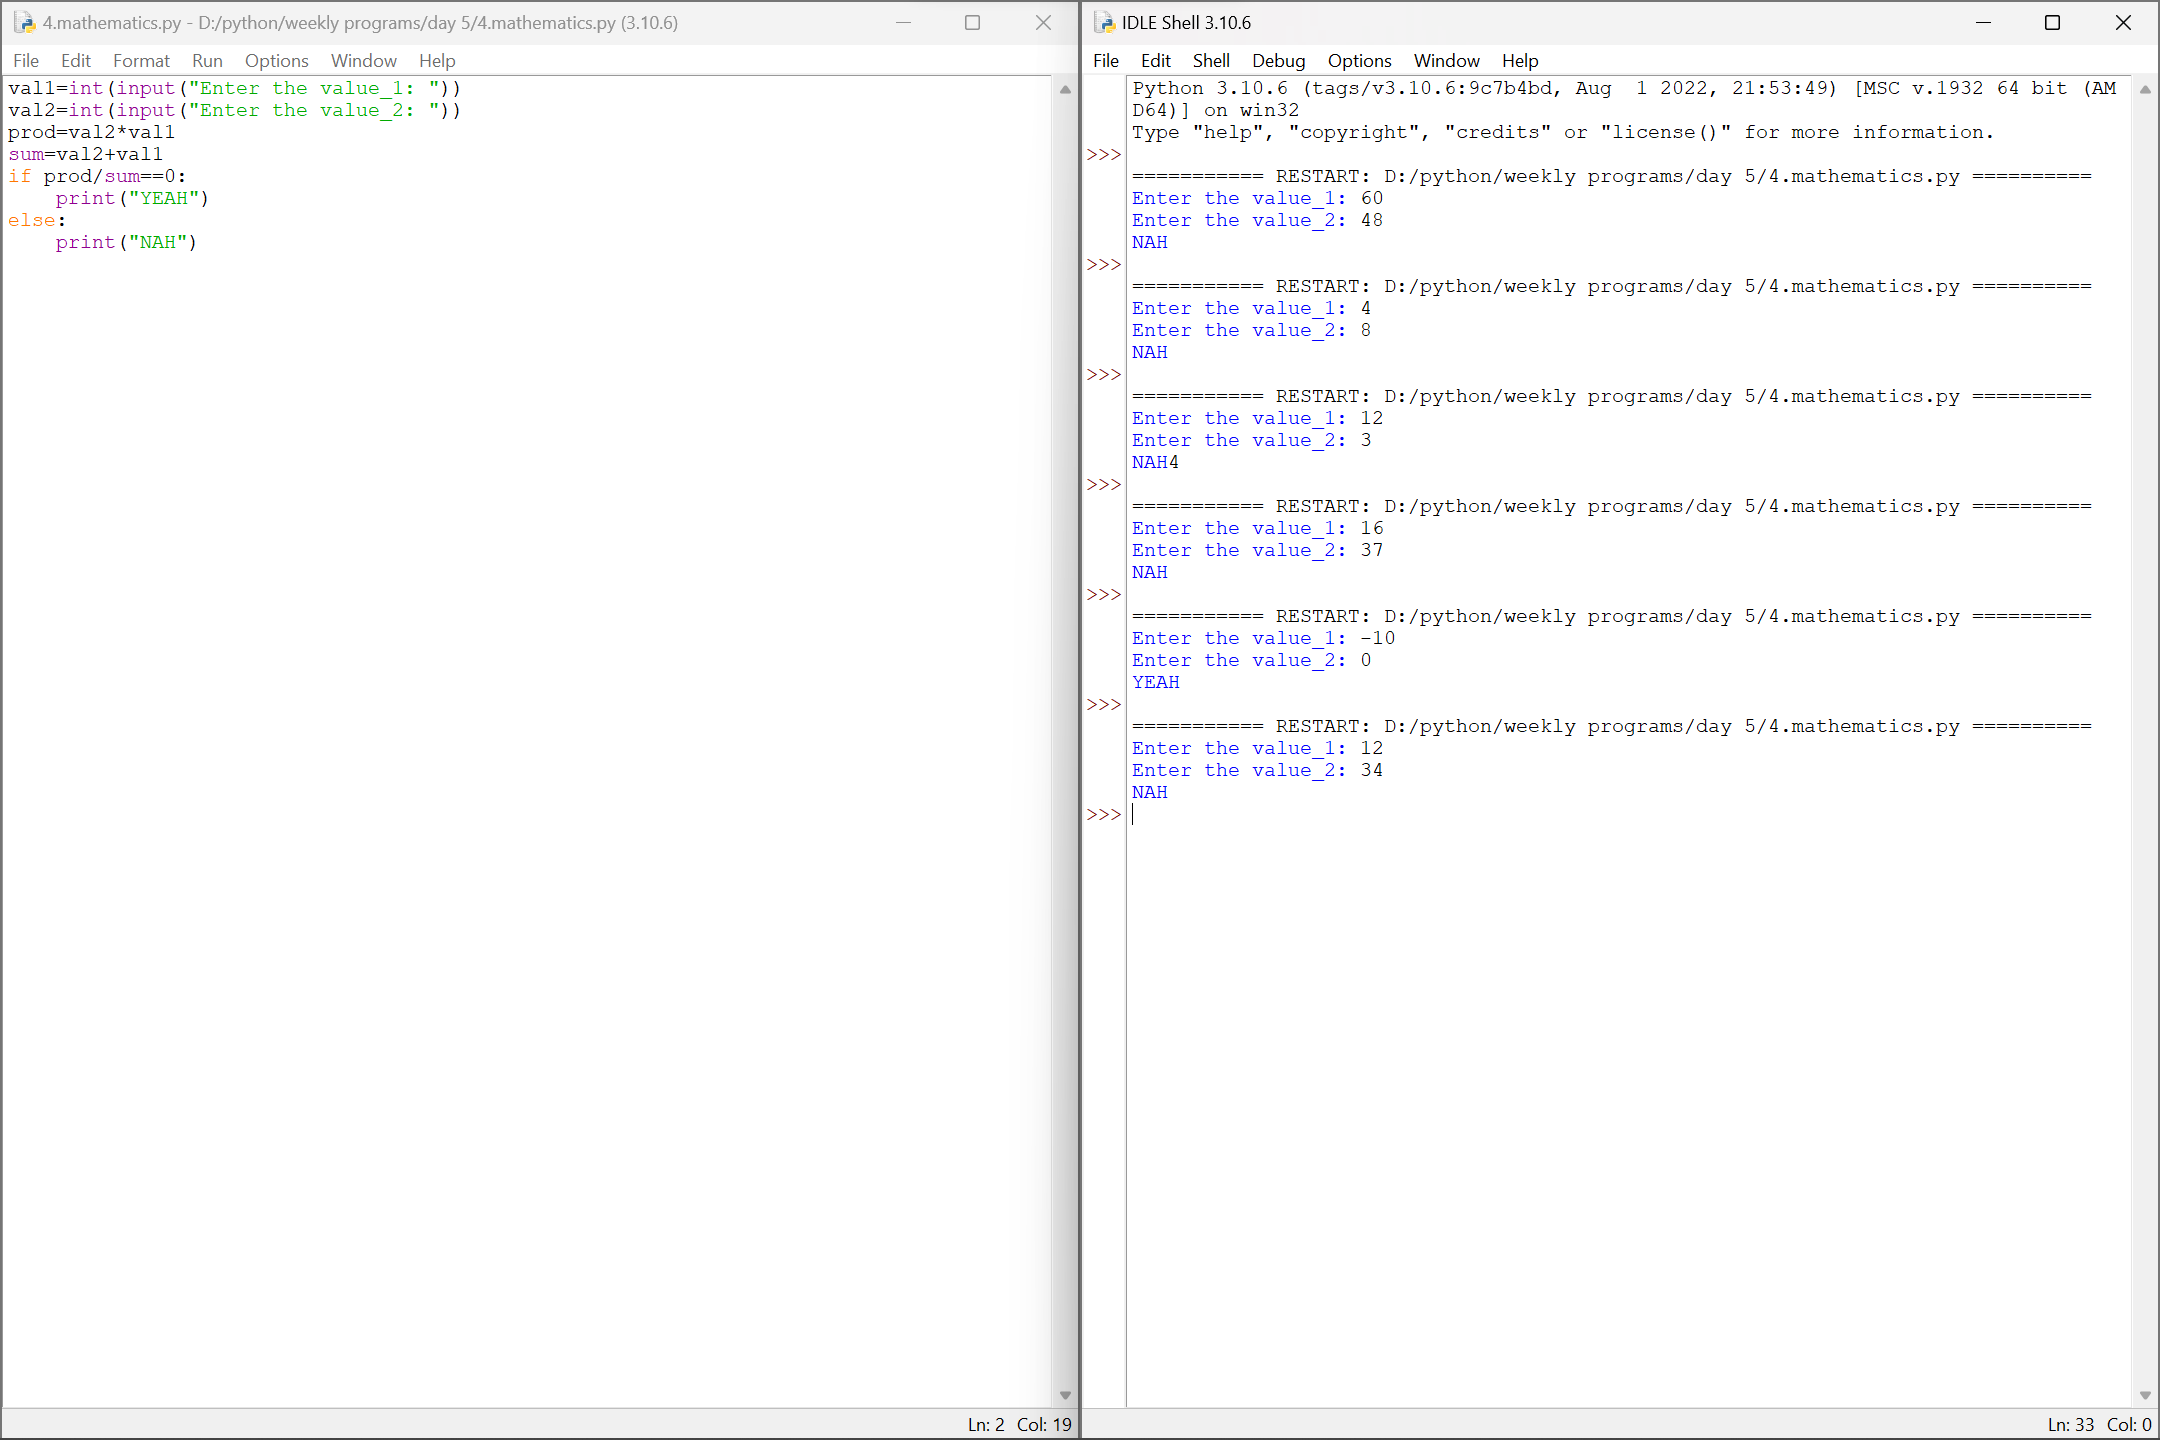 4.mathematics.py - D:/python/weekly programs/day 5/4.mathematics.py (3.10.6)
File Edit Format Run Options Window Help
val1=int(input("Enter the value_1: "))
val2=int(input("Enter the value_2: "))
prod=val2*val1
sum=val2+val1
if prod/sum==0:
    print("YEAH")
else:
    print("NAH")
Ln: 2 Col: 19
IDLE Shell 3.10.6
File Edit Shell Debug Options Window Help
Python 3.10.6 (tags/v3.10.6:9c7b4bd, Aug  1 2022, 21:53:49) [MSC v.1932 64 bit (AM
D64)] on win32
Type "help", "copyright", "credits" or "license()" for more information.
>>>
=========== RESTART: D:/python/weekly programs/day 5/4.mathematics.py ==========
Enter the value_1: 60
Enter the value_2: 48
NAH
>>>
=========== RESTART: D:/python/weekly programs/day 5/4.mathematics.py ==========
Enter the value_1: 4
Enter the value_2: 8
NAH
>>>
=========== RESTART: D:/python/weekly programs/day 5/4.mathematics.py ==========
Enter the value_1: 12
Enter the value_2: 3
NAH4
>>>
=========== RESTART: D:/python/weekly programs/day 5/4.mathematics.py ==========
Enter the value_1: 16
Enter the value_2: 37
NAH
>>>
=========== RESTART: D:/python/weekly programs/day 5/4.mathematics.py ==========
Enter the value_1: -10
Enter the value_2: 0
YEAH
>>>
=========== RESTART: D:/python/weekly programs/day 5/4.mathematics.py ==========
Enter the value_1: 12
Enter the value_2: 34
NAH
>>>
Ln: 33 Col: 0